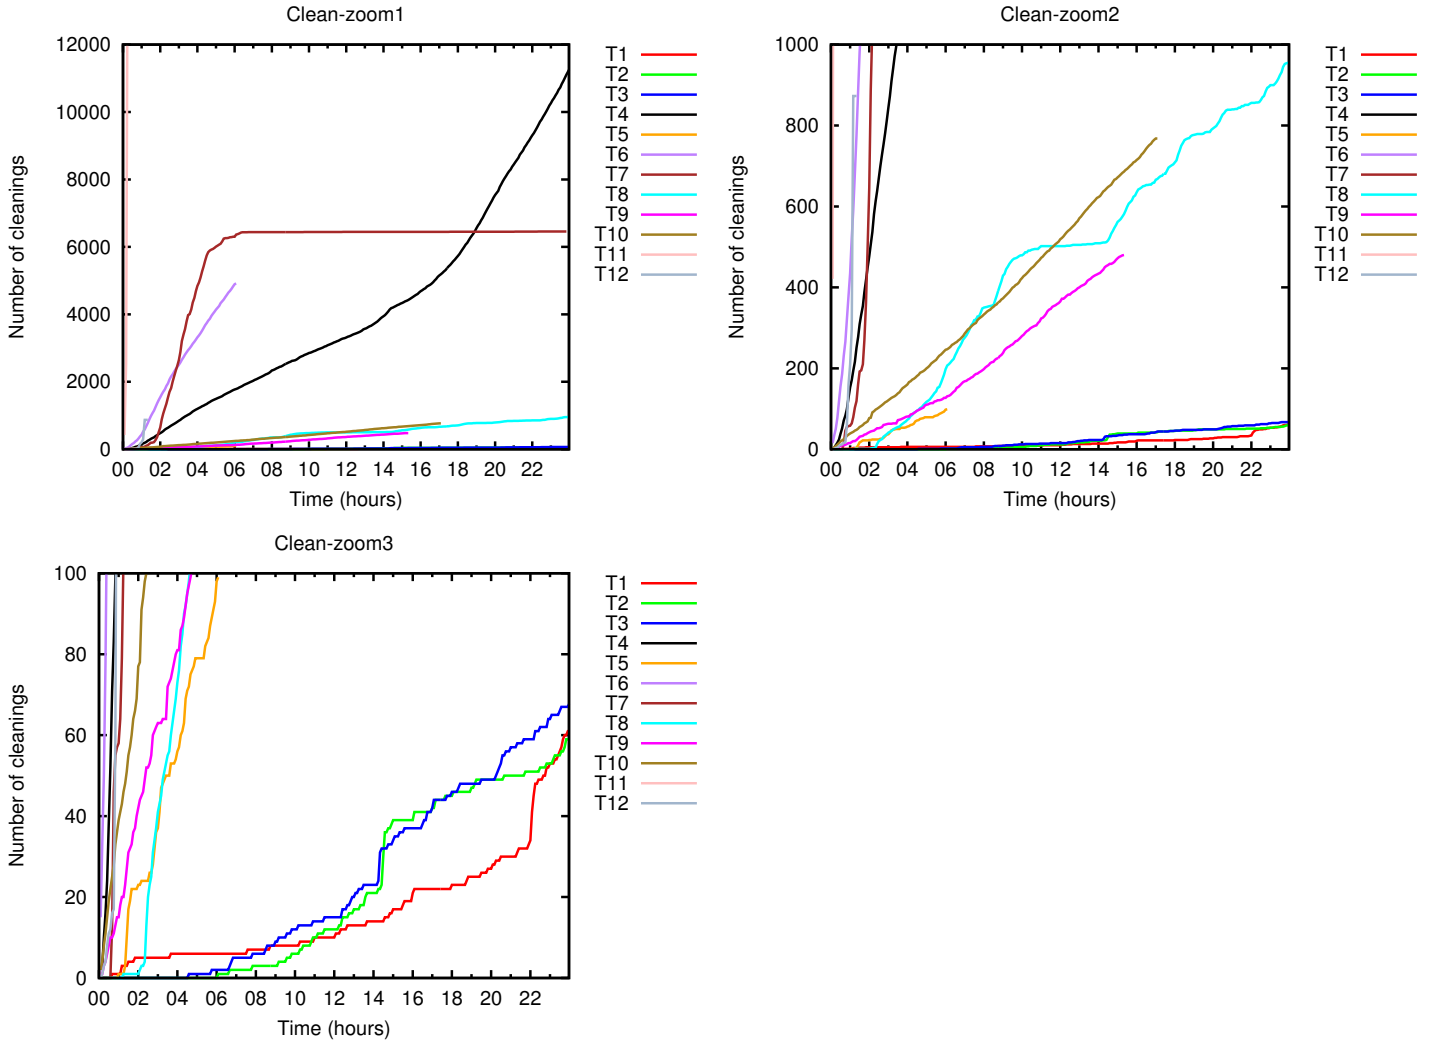 Clean-zoom1
12000
10000
8000
6000
4000
2000
0
Number of cleanings
00 02 04 06 08 10 12 14 16 18 20 22
Time (hours)
T1
T2
T3
T4
T5
T6
T7
T8
T9
T10
T11
T12
Clean-zoom2
1000
800
600
400
200
0
Number of cleanings
00 02 04 06 08 10 12 14 16 18 20 22
Time (hours)
T1
T2
T3
T4
T5
T6
T7
T8
T9
T10
T11
T12
Clean-zoom3
100
80
60
40
20
0
Number of cleanings
00 02 04 06 08 10 12 14 16 18 20 22
Time (hours)
T1
T2
T3
T4
T5
T6
T7
T8
T9
T10
T11
T12